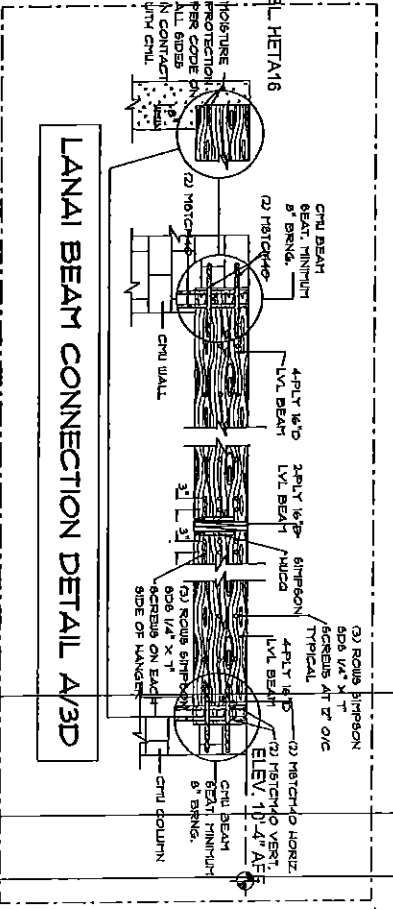 HETA16
MOISTURE
PROTECTION
PER CODE ON
ALL SIDES
IN CONTACT
WITH CMU.
CMU BEAM
SEAT. MINIMUM
8" BRNG.
(2) MSTCM40
(2) MSTCM40
CMU WALL
4-PLY 16"D
LVL BEAM
2-PLY 16"D
LVL BEAM
SIMPSON
HUCQ
3"
3"
(3) ROWS SIMPSON
SDS 1/4" X 7"
SCREWS AT 12" O/C
TYPICAL
4-PLY 16"D
LVL BEAM
(3) ROWS SIMPSON
SDS 1/4" X 7"
SCREWS ON EACH
SIDE OF HANGER
(2) MSTCM40 HORIZ.
(2) MSTCM40 VERT.
ELEV. 10'-4" AFF
CMU BEAM
SEAT. MINIMUM
8" BRNG.
CMU COLUMN
LANAI BEAM CONNECTION DETAIL A/3D